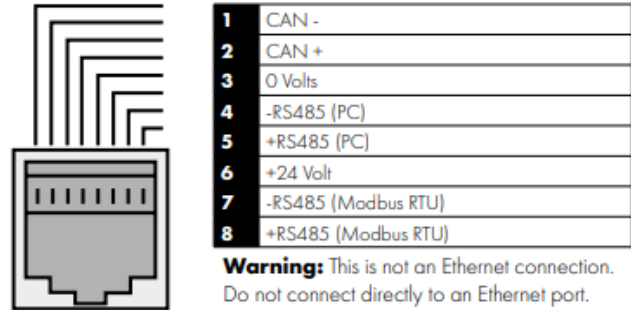 1 CAN -
2 CAN +
3 0 Volts
4 -RS485 (PC)
5 +RS485 (PC)
6 +24 Volt
7 -RS485 (Modbus RTU)
8 +RS485 (Modbus RTU)
Warning: This is not an Ethernet connection.
Do not connect directly to an Ethernet port.